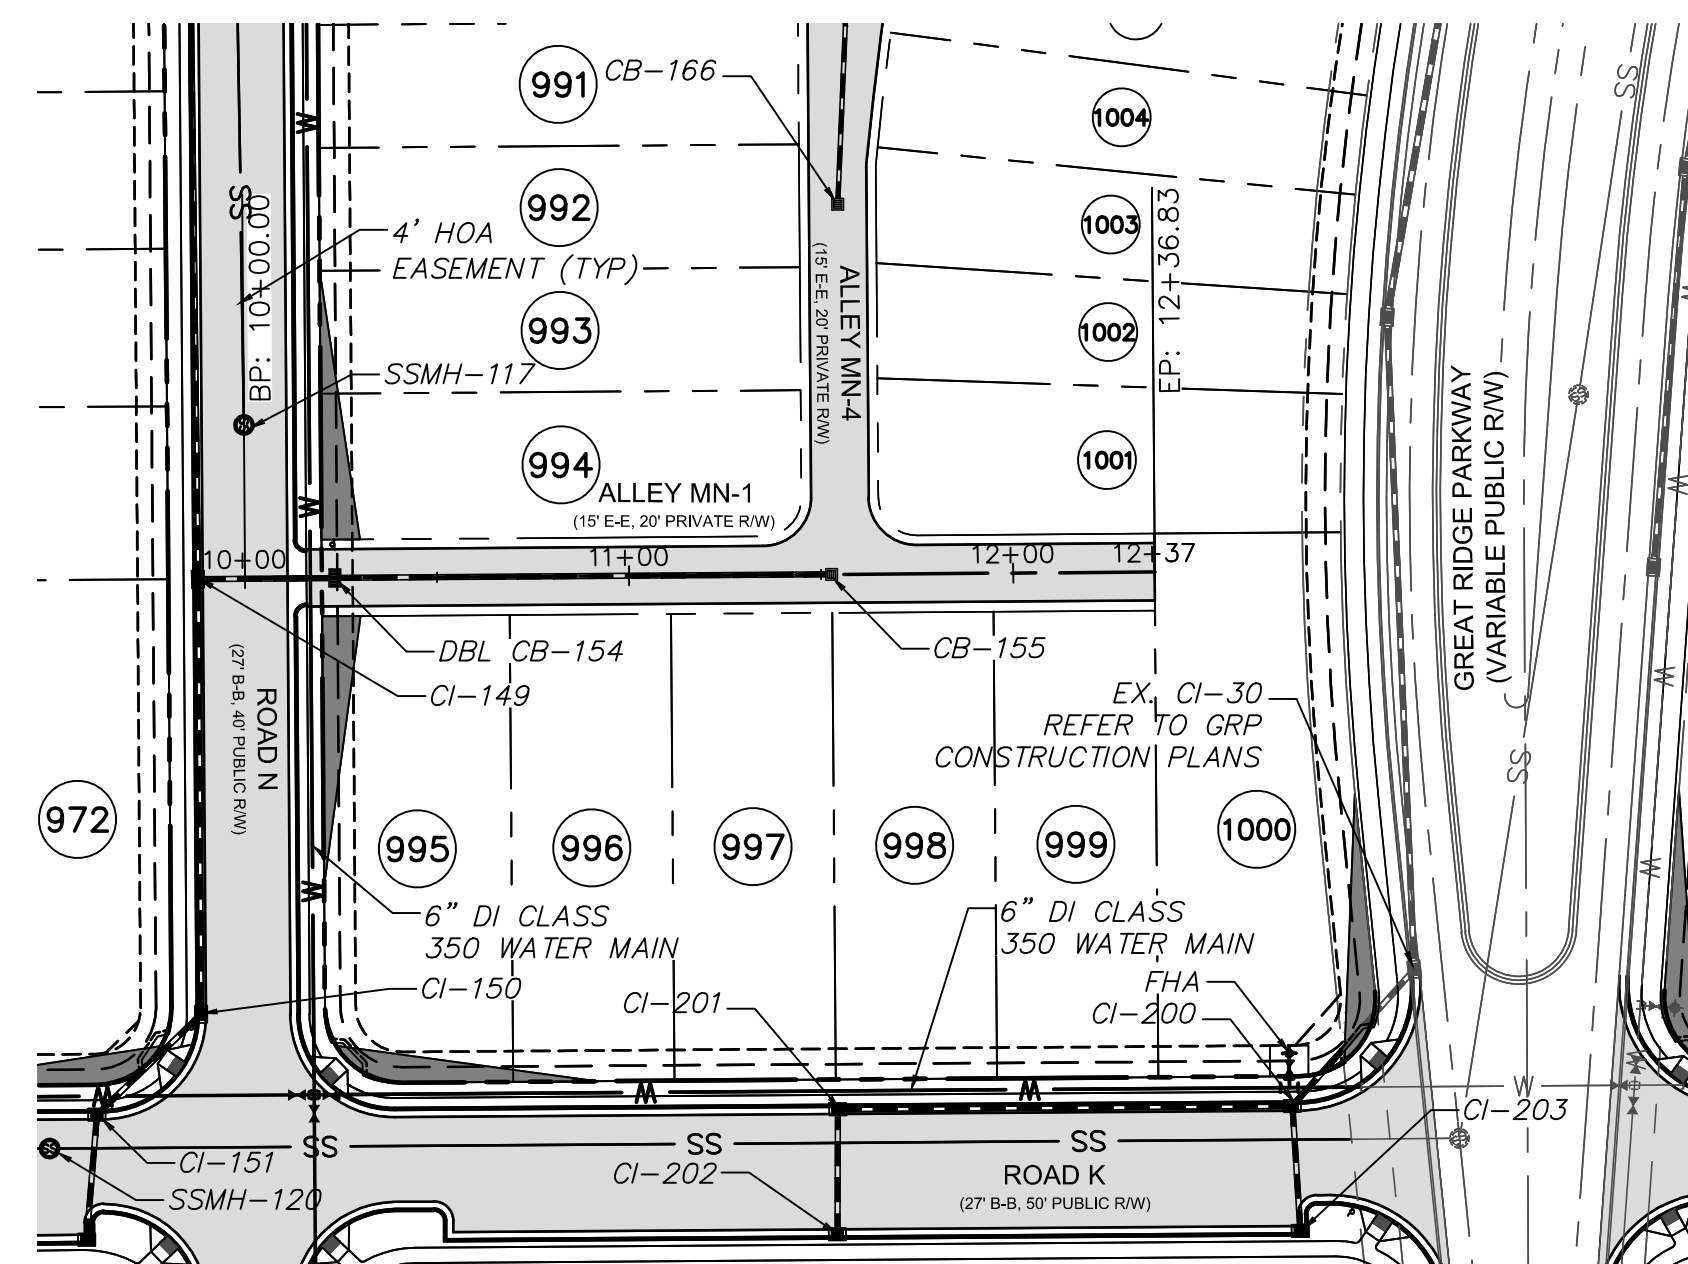 991
CB-166
1004
992
SS
BP: 10+00.00
4' HOA
EASEMENT (TYP)
1003
EP: 12+36.83
SS
993
ALLEY MN-4
(15' E-E, 20' PRIVATE R/W)
1002
SSMH-117
GREAT RIDGE PARKWAY
(VARIABLE PUBLIC R/W)
SS
W
W
994
ALLEY MN-1
(15' E-E, 20' PRIVATE R/W)
1001
W
W
10+00
11+00
12+00
12+37
DBL CB-154
CB-155
CI-149
ROAD N
(27' B-B, 40' PUBLIC R/W)
EX. CI-30
REFER TO GRP
CONSTRUCTION PLANS
W
SS
972
995
996
997
998
999
1000
W
W
6" DI CLASS
350 WATER MAIN
6" DI CLASS
350 WATER MAIN
CI-150
CI-201
FHA
CI-200
W
W
W
W
W
CI-203
SS
SS
SS
CI-151
SS
SSMH-120
CI-202
ROAD K
(27' B-B, 50' PUBLIC R/W)